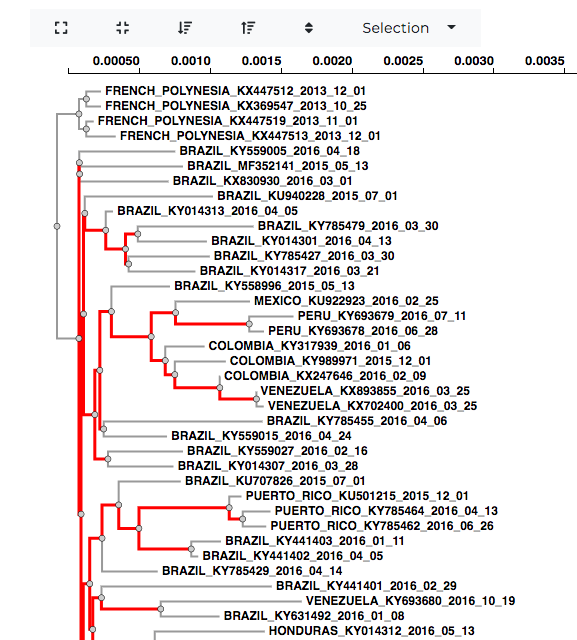 Selection
0.00050 0.0010 0.0015 0.0020 0.0025 0.0030 0.0035
FRENCH_POLYNESIA_KX447512_2013_12_01
FRENCH_POLYNESIA_KX369547_2013_10_25
FRENCH_POLYNESIA_KX447519_2013_11_01
FRENCH_POLYNESIA_KX447513_2013_12_01
BRAZIL_KY559005_2016_04_18
BRAZIL_MF352141_2015_05_13
BRAZIL_KX830930_2016_03_01
BRAZIL_KU940228_2015_07_01
BRAZIL_KY014313_2016_04_05
BRAZIL_KY785479_2016_03_30
BRAZIL_KY014301_2016_04_13
BRAZIL_KY785427_2016_03_30
BRAZIL_KY014317_2016_03_21
BRAZIL_KY558996_2015_05_13
MEXICO_KU922923_2016_02_25
PERU_KY693679_2016_07_11
PERU_KY693678_2016_06_28
COLOMBIA_KY317939_2016_01_06
COLOMBIA_KY989971_2015_12_01
COLOMBIA_KX247646_2016_02_09
VENEZUELA_KX893855_2016_03_25
VENEZUELA_KX702400_2016_03_25
BRAZIL_KY785455_2016_04_06
BRAZIL_KY559015_2016_04_24
BRAZIL_KY559027_2016_02_16
BRAZIL_KY014307_2016_03_28
BRAZIL_KU707826_2015_07_01
PUERTO_RICO_KU501215_2015_12_01
PUERTO_RICO_KY785464_2016_04_13
PUERTO_RICO_KY785462_2016_06_26
BRAZIL_KY441403_2016_01_11
BRAZIL_KY441402_2016_04_05
BRAZIL_KY785429_2016_04_14
BRAZIL_KY441401_2016_02_29
VENEZUELA_KY693680_2016_10_19
BRAZIL_KY631492_2016_01_08
HONDURAS_KY014312_2016_05_13